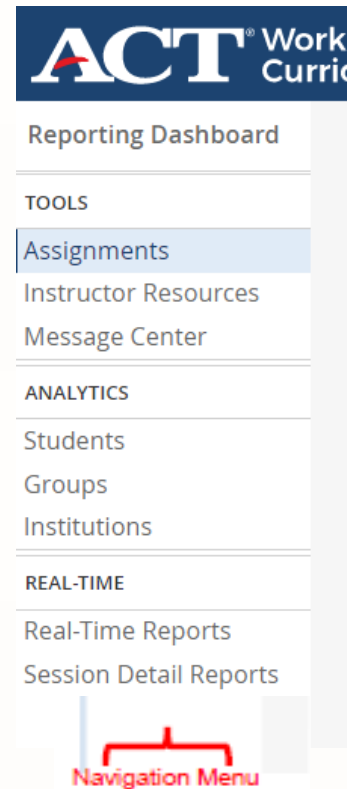 ACT® Work
Curri
Reporting Dashboard
TOOLS
Assignments
Instructor Resources
Message Center
ANALYTICS
Students
Groups
Institutions
REAL-TIME
Real-Time Reports
Session Detail Reports
Navigation Menu